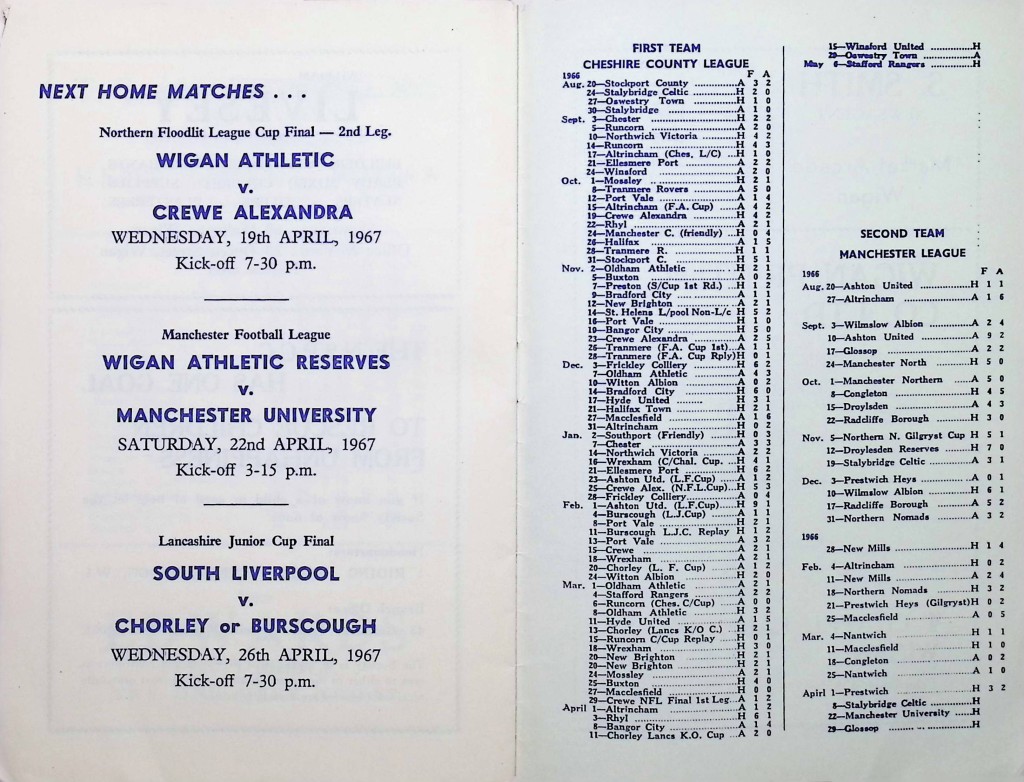 NEXT HOME MATCHES . . .
Northern Floodlit League Cup Final — 2nd Leg.
WIGAN ATHLETIC
v.
CREWE ALEXANDRA
WEDNESDAY, 19th APRIL, 1967
Kick-off 7-30 p.m.
Manchester Football League
WIGAN ATHLETIC RESERVES
v.
MANCHESTER UNIVERSITY
SATURDAY, 22nd APRIL, 1967
Kick-off 3-15 p.m.
Lancashire Junior Cup Final
SOUTH LIVERPOOL
v.
CHORLEY or BURSCOUGH
WEDNESDAY, 26th APRIL, 1967
Kick-off 7-30 p.m.
FIRST TEAM
CHESHIRE COUNTY LEAGUE
1966 F A
Aug. 20—Stockport County ............A 3 2
24—Stalybridge Celtic ............H 2 0
27—Oswestry Town ............H 1 0
30—Stalybridge ............A 1 0
Sept. 3—Chester ............H 2 2
5—Runcorn ............A 2 0
10—Northwich Victoria ............H 4 2
14—Runcorn ............H 4 3
17—Altrincham (Ches. L/C) ...H 1 0
21—Ellesmere Port ............A 2 2
24—Winsford ............A 2 0
Oct. 1—Mossley ............H 2 1
8—Tranmere Rovers ............A 5 0
12—Port Vale ............A 1 4
15—Altrincham (F.A. Cup) ......A 4 2
19—Crewe Alexandra ............H 4 2
22—Rhyl ............A 2 1
24—Manchester C. (friendly) ...H 0 4
26—Halifax ............A 1 5
28—Tranmere R. ............H 1 1
31—Stockport C. ............H 5 1
Nov. 2—Oldham Athletic ............H 2 1
5—Buxton ............A 0 2
7—Preston (S/Cup 1st Rd.) ...H 1 2
9—Bradford City ............A 1 1
12—New Brighton ............A 2 1
14—St. Helens L/pool Non-L/c H 5 2
16—Port Vale ............H 1 0
19—Bangor City ............H 5 0
23—Crewe Alexandra ............A 2 5
26—Tranmere (F.A. Cup 1st)...A 1 1
28—Tranmere (F.A. Cup Rply)H 0 1
Dec. 3—Frickley Colliery ............H 6 2
7—Oldham Athletic ............A 4 3
10—Witton Albion ............A 0 2
14—Bradford City ............H 6 0
17—Hyde United ............H 3 1
21—Halifax Town ............H 2 1
27—Macclesfield ............A 1 6
31—Altrincham ............H 0 2
Jan. 2—Southport (Friendly) ............H 0 3
7—Chester ............A 3 3
14—Northwich Victoria ............A 2 2
16—Wrexham (C/Chal. Cup. ...H 4 1
21—Ellesmere Port ............H 6 2
23—Ashton Utd. (L.F.Cup) ......A 1 2
25—Crewe Alex. (N.F.L.Cup)...H 5 3
28—Frickley Colliery............A 0 4
Feb. 1—Ashton Utd. (L.F.Cup)......H 9 1
4—Burscough (L.J.Cup) ......A 1 1
8—Port Vale ............H 2 1
11—Burscough L.J.C. Replay H 1 2
13—Port Vale ............A 3 2
15—Crewe ............A 2 1
18—Wrexham ............A 2 1
20—Chorley (L. F. Cup) ......A 1 2
24—Witton Albion ............H 2 0
Mar. 1—Oldham Athletic ............A 2 1
4—Stafford Rangers ............A 2 2
6—Runcorn (Ches. C/Cup) ...A 0 0
8—Oldham Athletic ............H 3 2
11—Hyde United ............A 1 5
13—Chorley (Lancs K/O C.) ...H 2 1
15—Runcorn C/Cup Replay ...H 0 1
18—Wrexham ............H 3 0
20—New Brighton ............H 2 1
20—New Brighton ............H 2 1
24—Mossley ............A 2 1
25—Buxton ............H 4 0
27—Macclesfield ............H 0 0
29—Crewe NFL Final 1st Leg...A 1 2
April 1—Altrincham ............A 1 2
3—Rhyl ............H 6 1
8—Bangor City ............A 1 4
11—Chorley Lancs K.O. Cup ...A 2 0
15—Winsford United ............H
29—Oswestry Town ............A
May 6—Stafford Rangers ............H
SECOND TEAM
MANCHESTER LEAGUE
1966 F A
Aug. 20—Ashton United ............H 1 1
27—Altrincham ............A 1 6
Sept. 3—Wilmslow Albion ............A 2 4
10—Ashton United ............A 9 2
17—Glossop ............A 2 2
24—Manchester North ............H 5 0
Oct. 1—Manchester Northern ......A 5 0
8—Congleton ............H 4 5
15—Droylsden ............A 4 3
22—Radcliffe Borough ............H 3 0
Nov. 5—Northern N. Gilgryst Cup H 5 1
12—Droylesden Reserves ......H 7 0
19—Stalybridge Celtic ............A 3 1
Dec. 3—Prestwich Heys ............A 0 1
10—Wilmslow Albion ............H 6 1
17—Radcliffe Borough ............A 5 2
31—Northern Nomads ............A 3 2
1966
28—New Mills ............H 1 4
Feb. 4—Altrincham ............H 0 2
11—New Mills ............A 2 4
18—Northern Nomads ............H 3 2
21—Prestwich Heys (Gilgryst)H 0 2
25—Macclesfield ............A 0 5
Mar. 4—Nantwich ............H 1 1
11—Macclesfield ............H 1 0
18—Congleton ............A 0 2
25—Nantwich ............A 1 0
Apirl 1—Prestwich ............H 3 2
8—Stalybridge Celtic ............H
22—Manchester University ......H
29—Glossop ............H